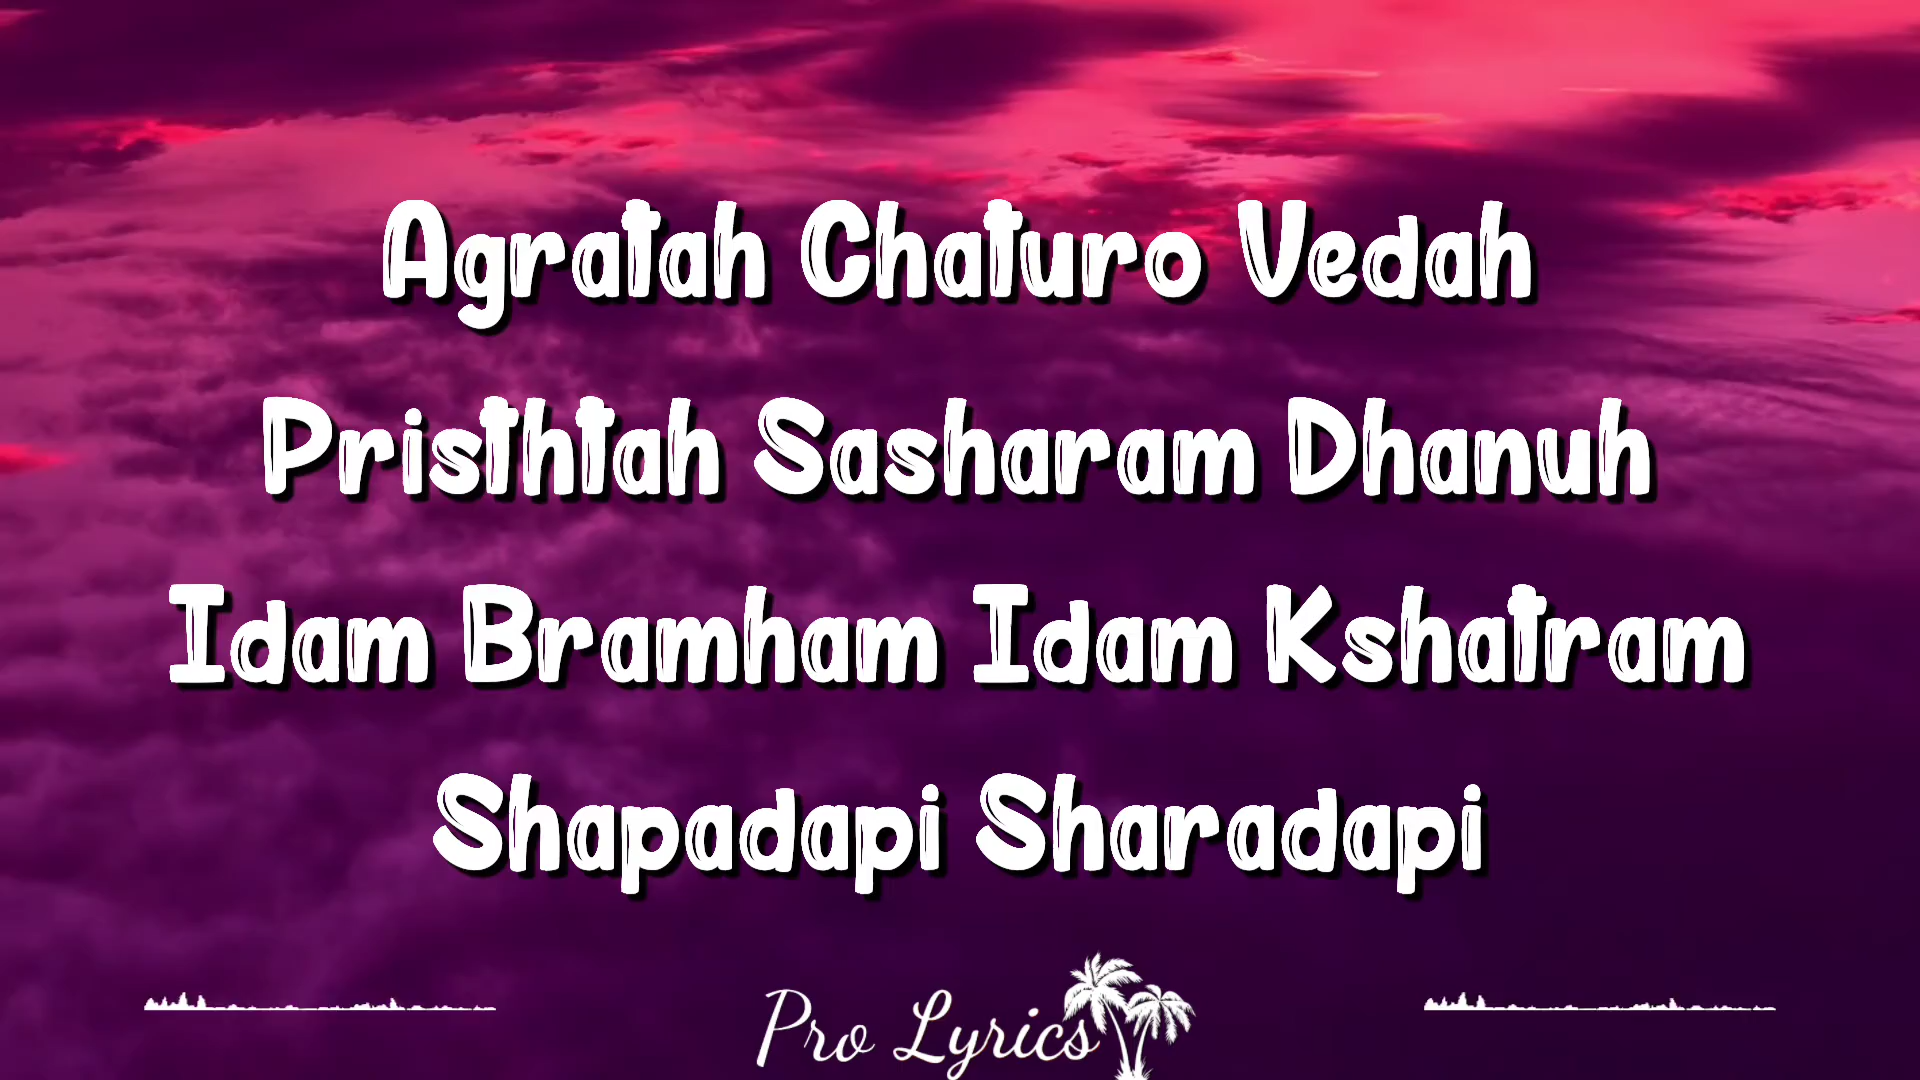 Agratah Chaturo Vedah
Pristhtah Sasharam Dhanuh
Idam Bramham Idam Kshatram
Shapadapi Sharadapi
Pro Lyrics